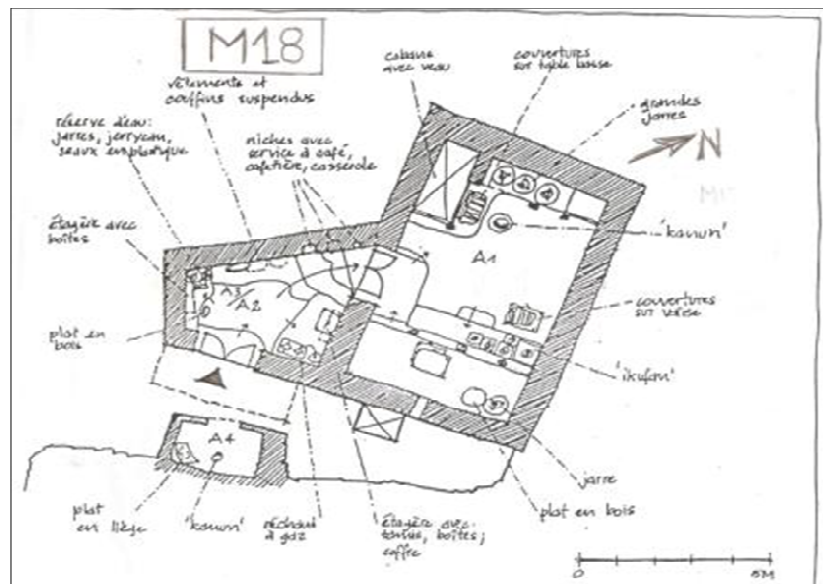 M18
vêtements et
couffins suspendus
cabane
avec veau
couvertures
sur table basse
grandes
jarres
N
réserve d'eau:
jarres, jerrycan,
seaux en plastique
niches avec
service à café,
cafetière, casserole
étagère avec
boîtes
'kanun'
A1
A3
A2
couvertures
sur valise
plat en
bois
'ikufan'
A4
jarre
plat
en liège
'kanun'
réchaud
à gaz
étagère avec
tamis, boîtes;
coffre
plat en bois
0
5M